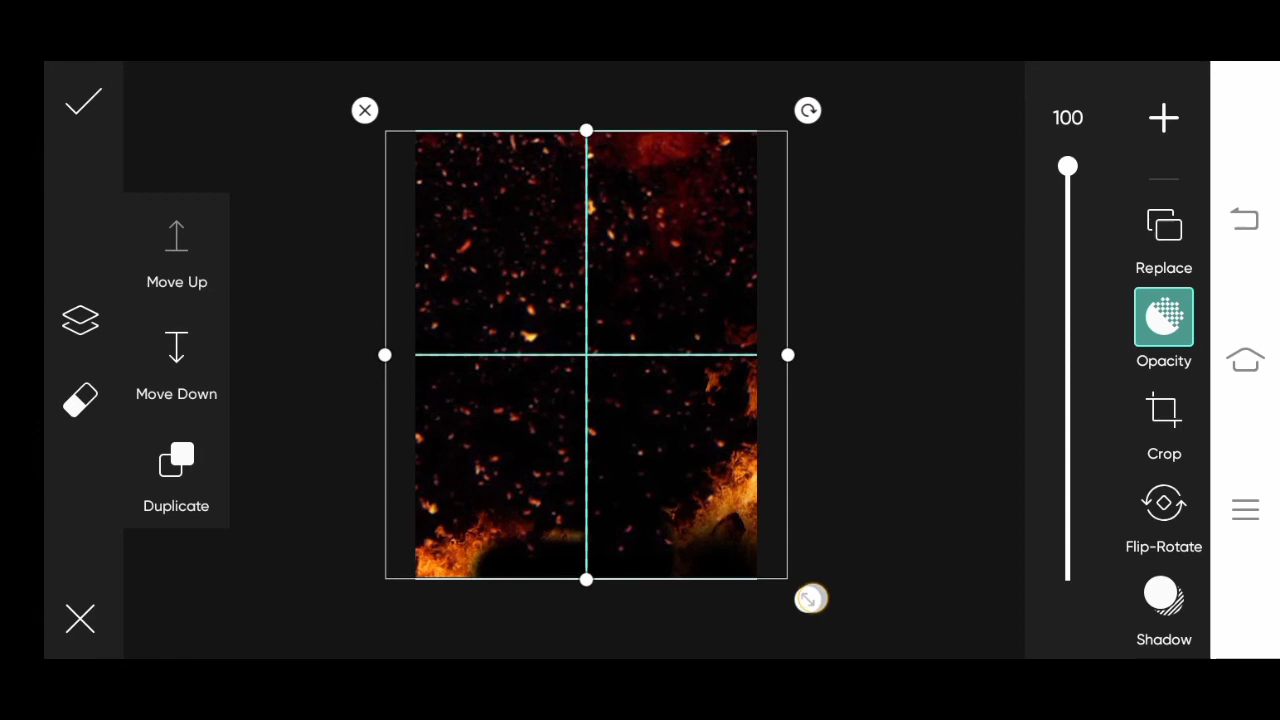 100
Move Up
Replace
Opacity
Move Down
Crop
Duplicate
Flip-Rotate
Shadow